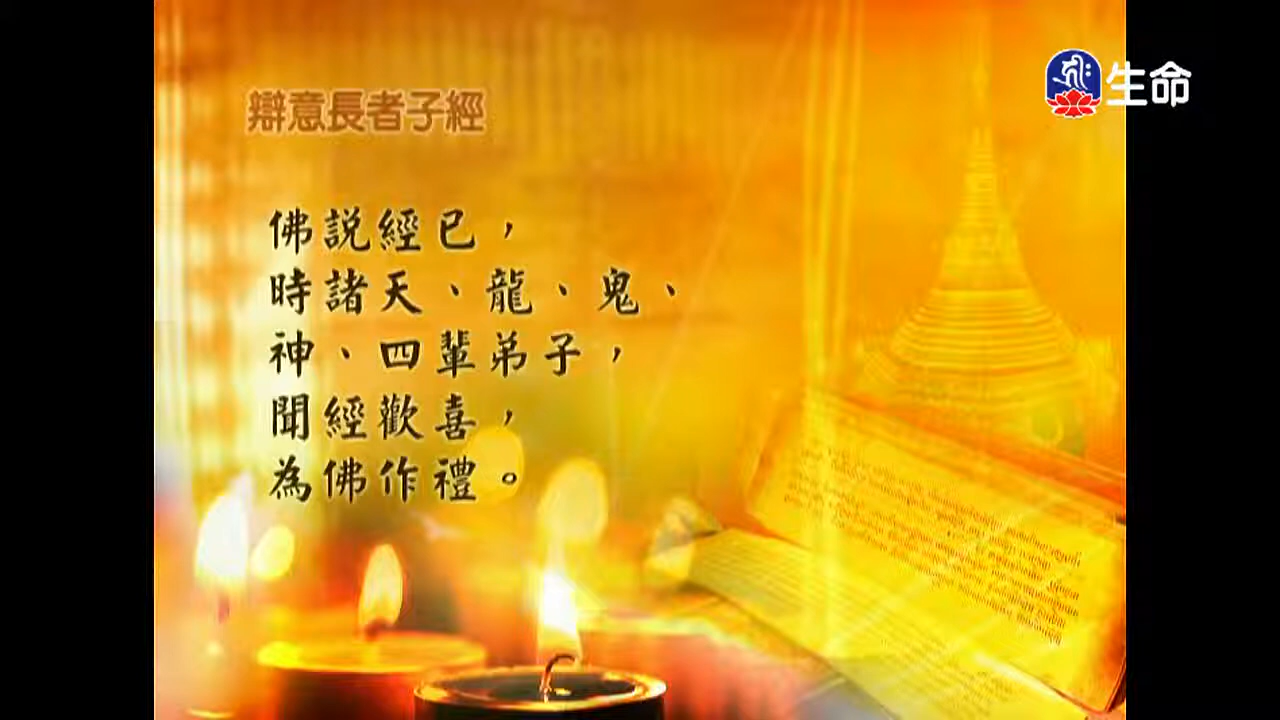 生命
辯意長者子經
佛說經已，
時諸天、龍、鬼、
神、四輩弟子，
聞經歡喜，
為佛作禮。